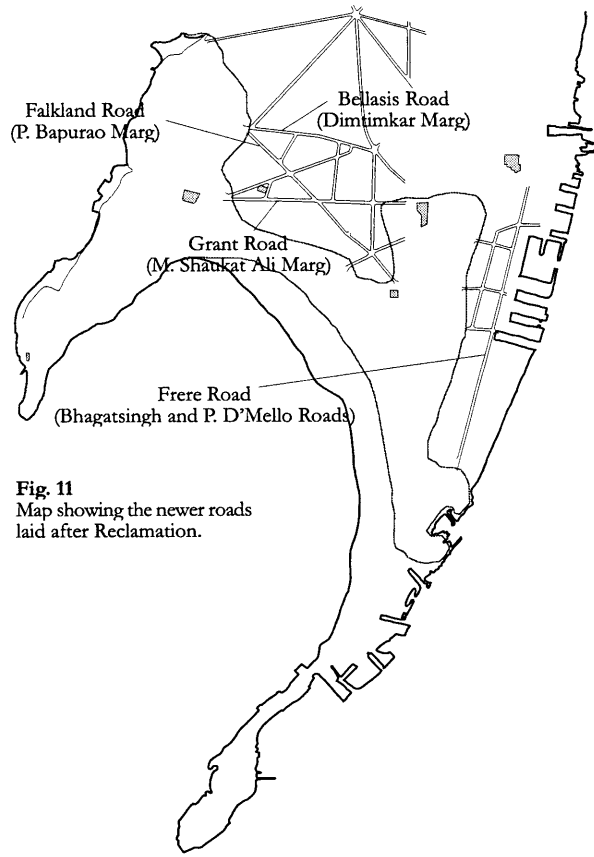 Falkland Road
(P. Bapurao Marg)
Bellasis Road
(Dimtimkar Marg)
Grant Road
(M. Shaukat Ali Marg)
Frere Road
(Bhagatsingh and P. D'Mello Roads)
Fig. 11
Map showing the newer roads
laid after Reclamation.